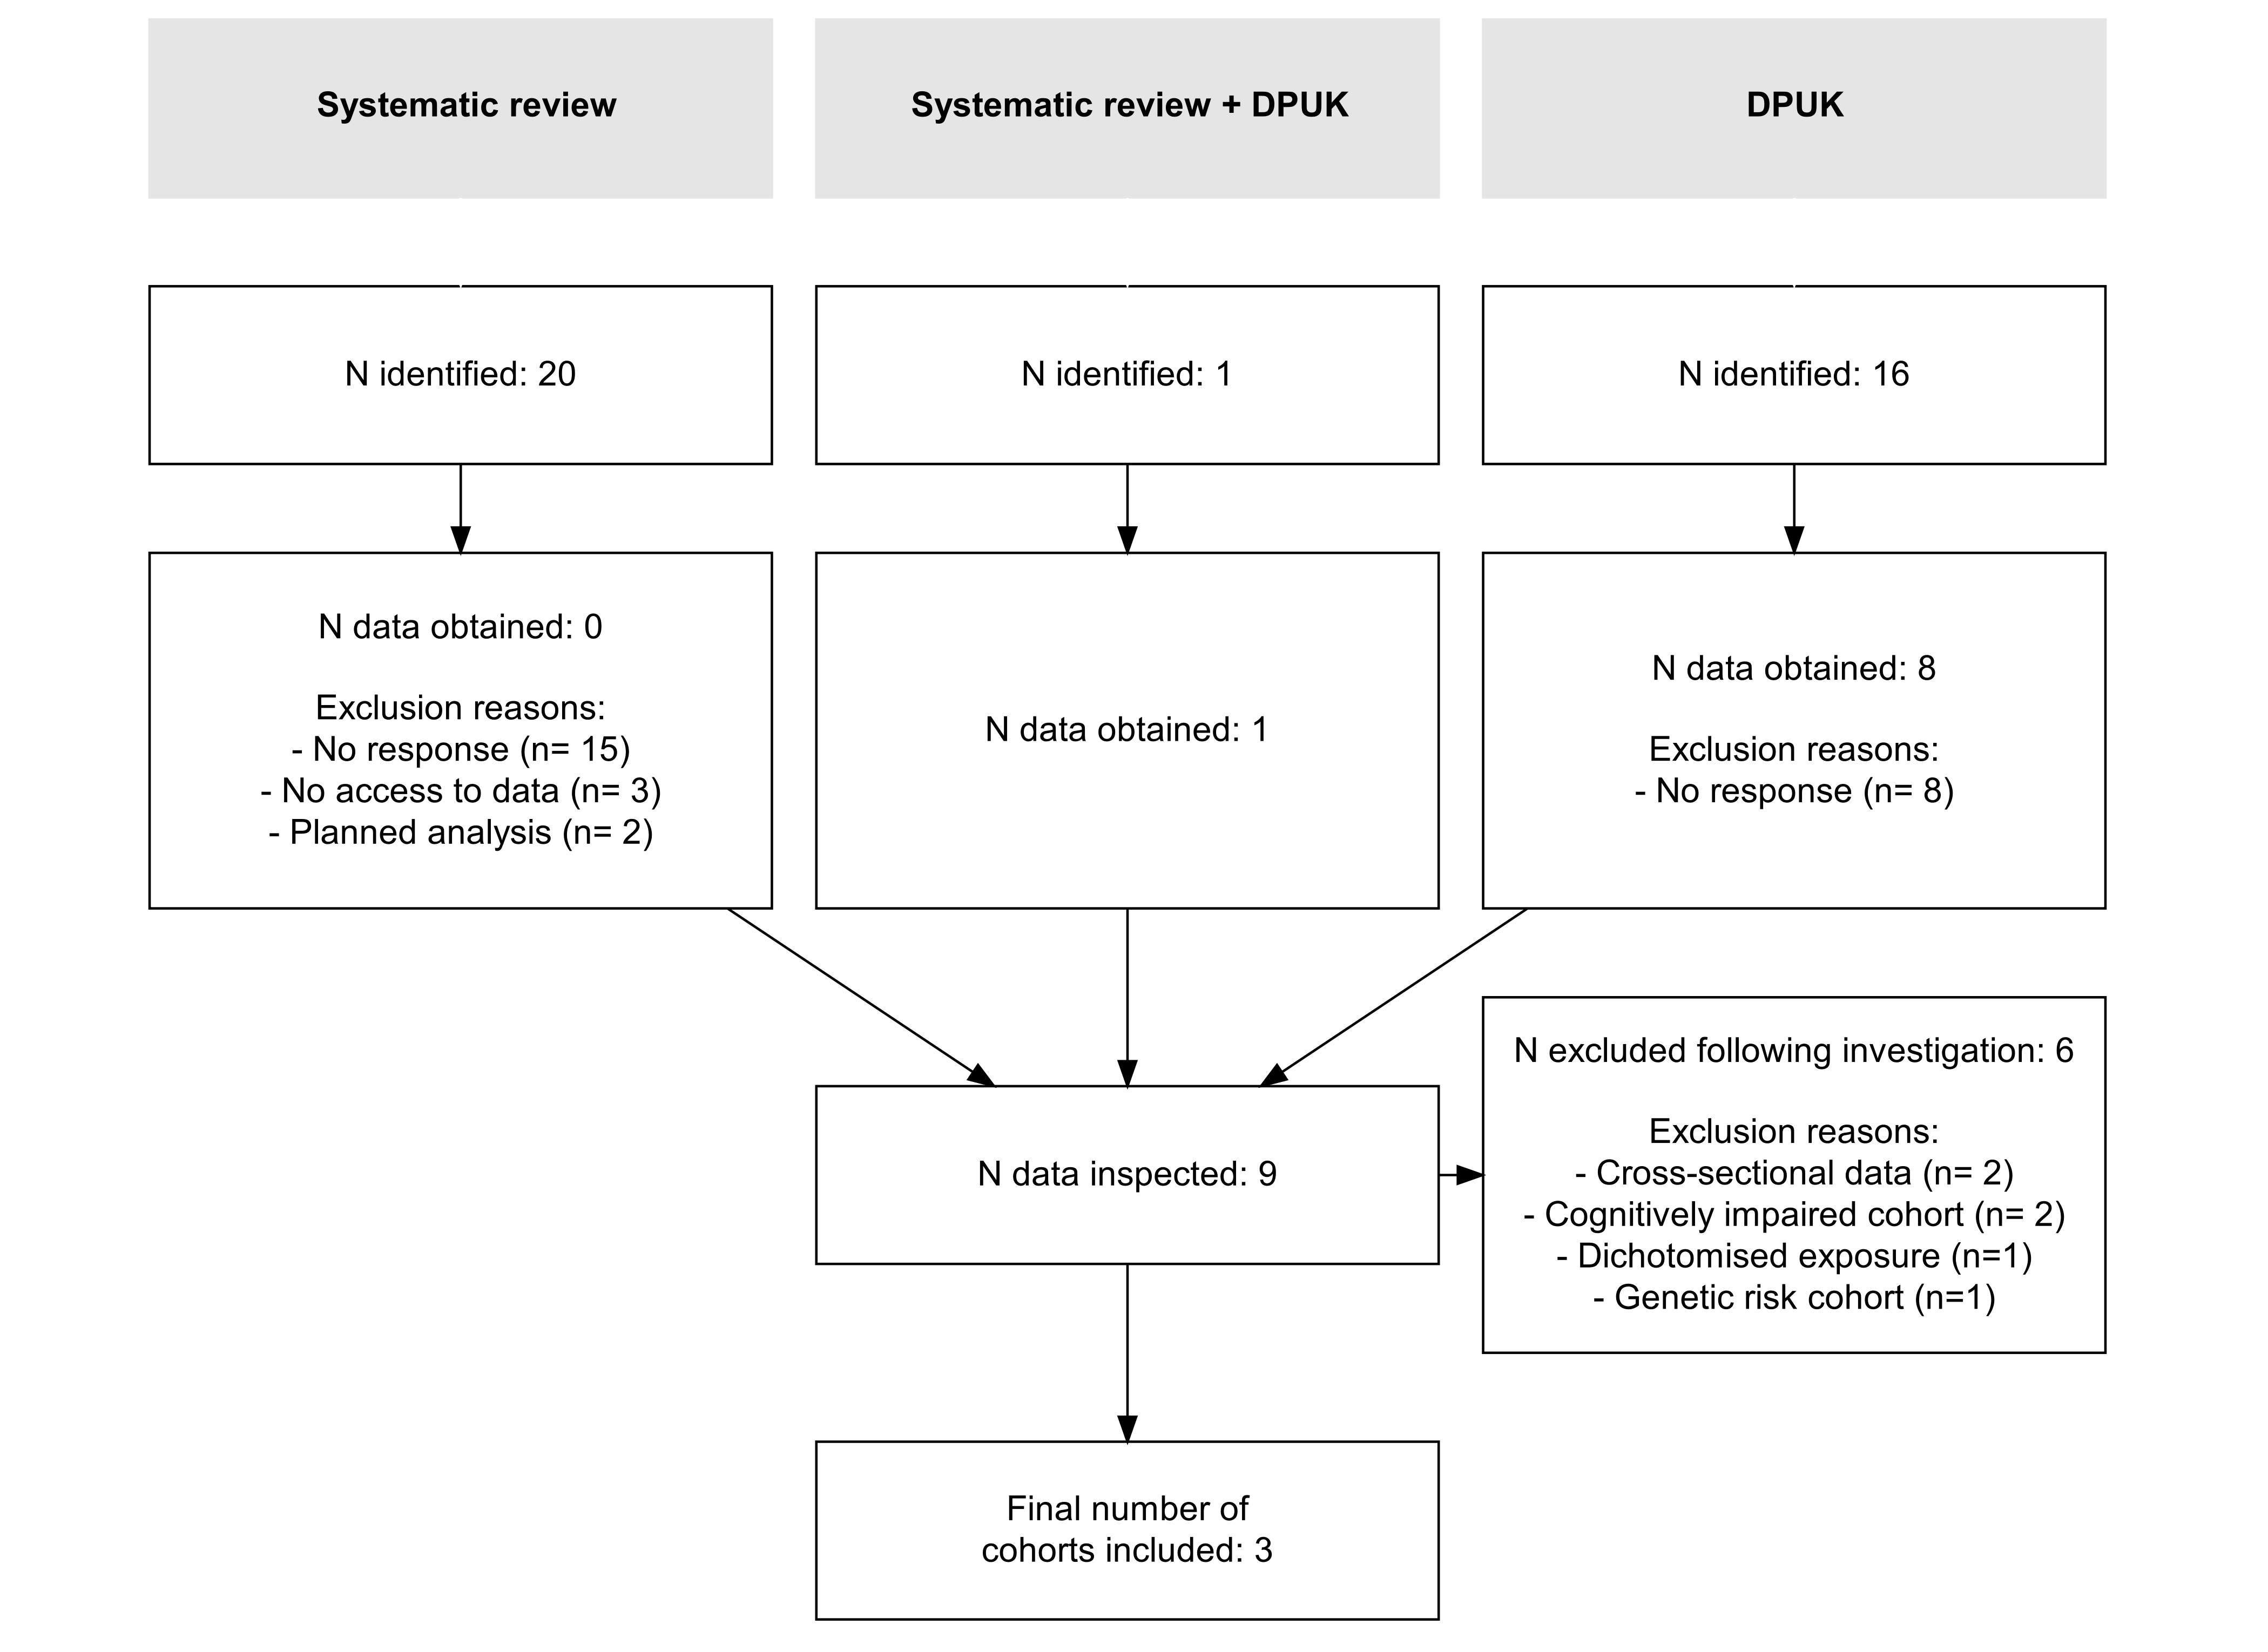 Systematic review
Systematic review + DPUK
DPUK
N identified: 20
N identified: 1
N identified: 16
N data obtained: 0
Exclusion reasons:
- No response (n= 15)
- No access to data (n= 3)
- Planned analysis (n= 2)
N data obtained: 1
N data obtained: 8
Exclusion reasons:
- No response (n= 8)
N data inspected: 9
N excluded following investigation: 6
Exclusion reasons:
- Cross-sectional data (n= 2)
- Cognitively impaired cohort (n= 2)
- Dichotomised exposure (n=1)
- Genetic risk cohort (n=1)
Final number of
cohorts included: 3